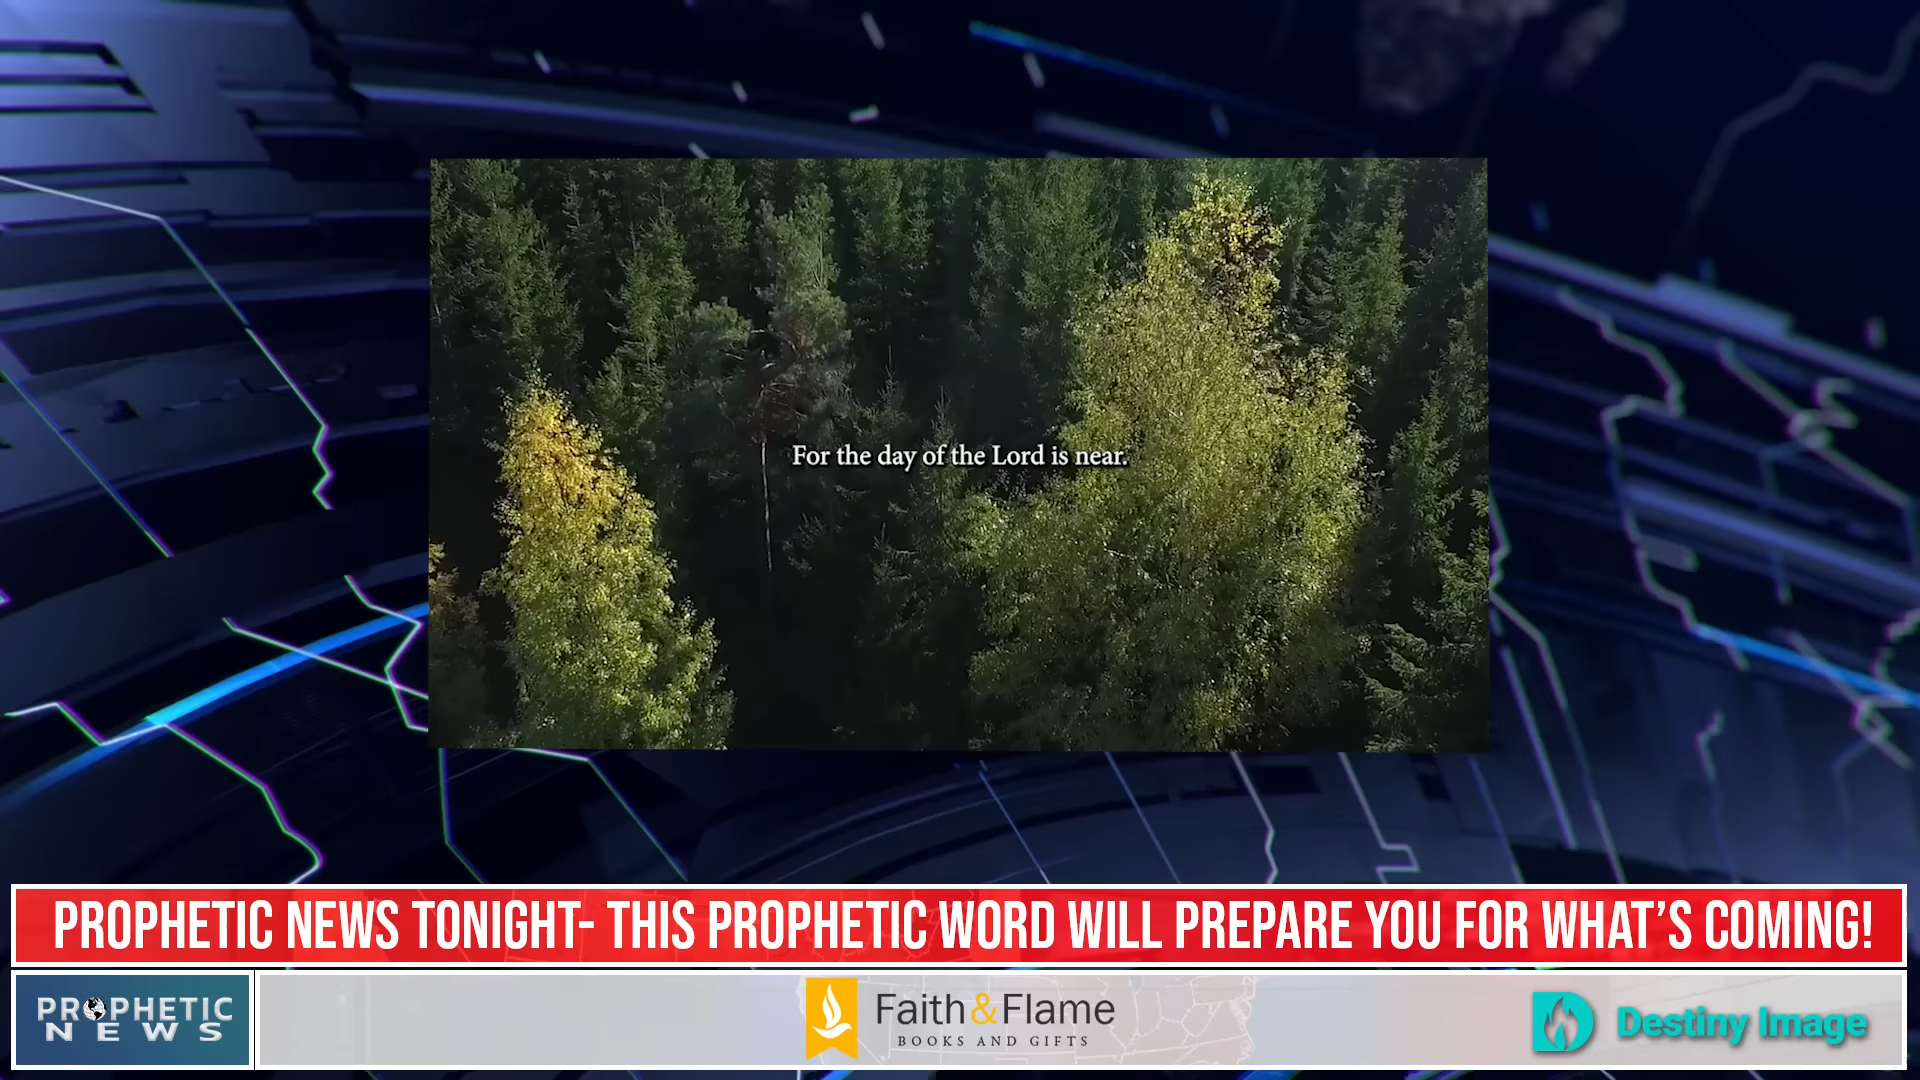 For the day of the Lord is near.
PROPHETIC NEWS TONIGHT- THIS PROPHETIC WORD WILL PREPARE YOU FOR WHAT'S COMING!
PROPHETIC
NEWS
Faith&Flame
BOOKS AND GIFTS
Destiny Image